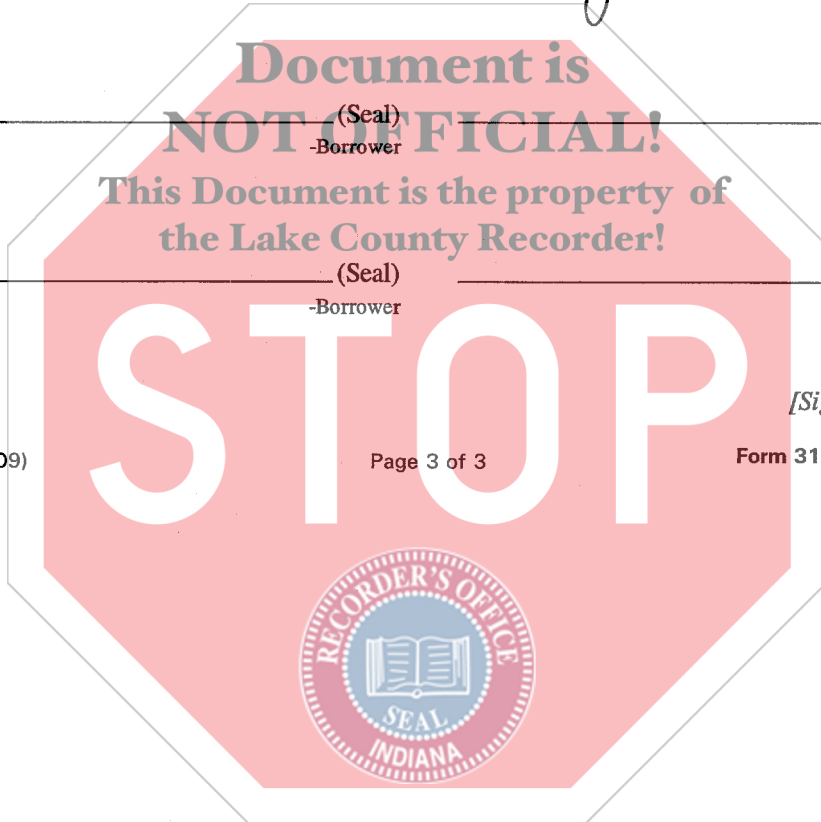 Document is
(Seal)
NOT OFFICIAL!
-Borrower
This Document is the property of
the Lake County Recorder!
(Seal)
-Borrower
STOP
[Si
09) Page 3 of 3 Form 31
RECORDER'S OFFICE
SEAL
INDIANA